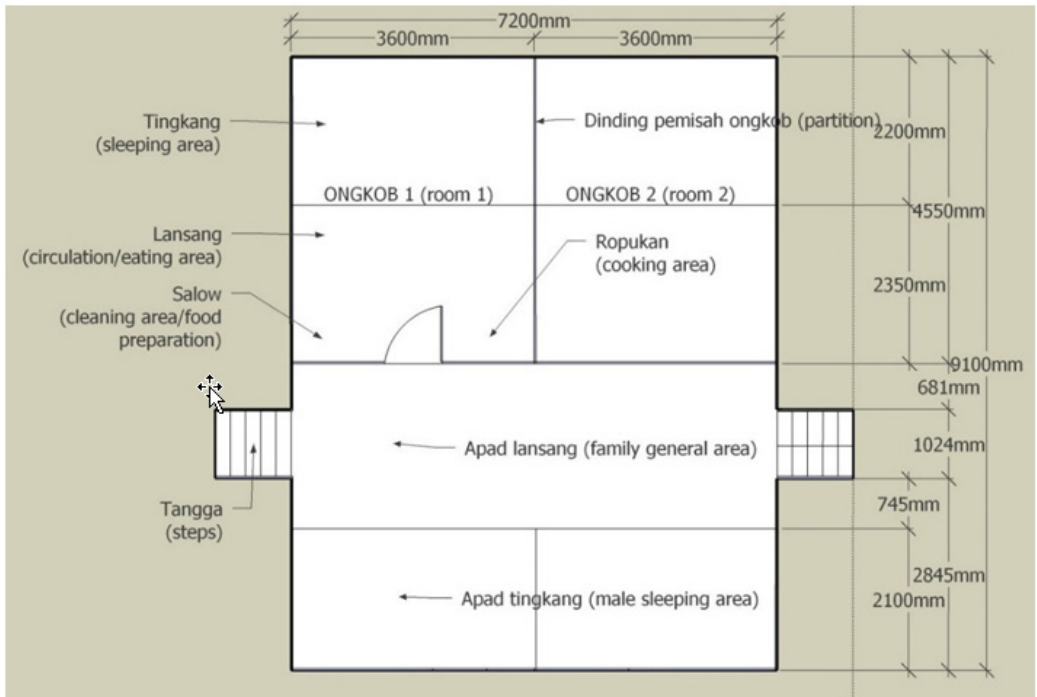 7200mm
3600mm
3600mm
Tingkang
(sleeping area)
Dinding pemisah ongkob (partition)
2200mm
ONGKOB 1 (room 1)
ONGKOB 2 (room 2)
4550mm
Lansang
(circulation/eating area)
Ropukan
(cooking area)
2350mm
Salow
(cleaning area/food
preparation)
9100mm
681mm
Apad lansang (family general area)
1024mm
Tangga
(steps)
745mm
2845mm
Apad tingkang (male sleeping area)
2100mm